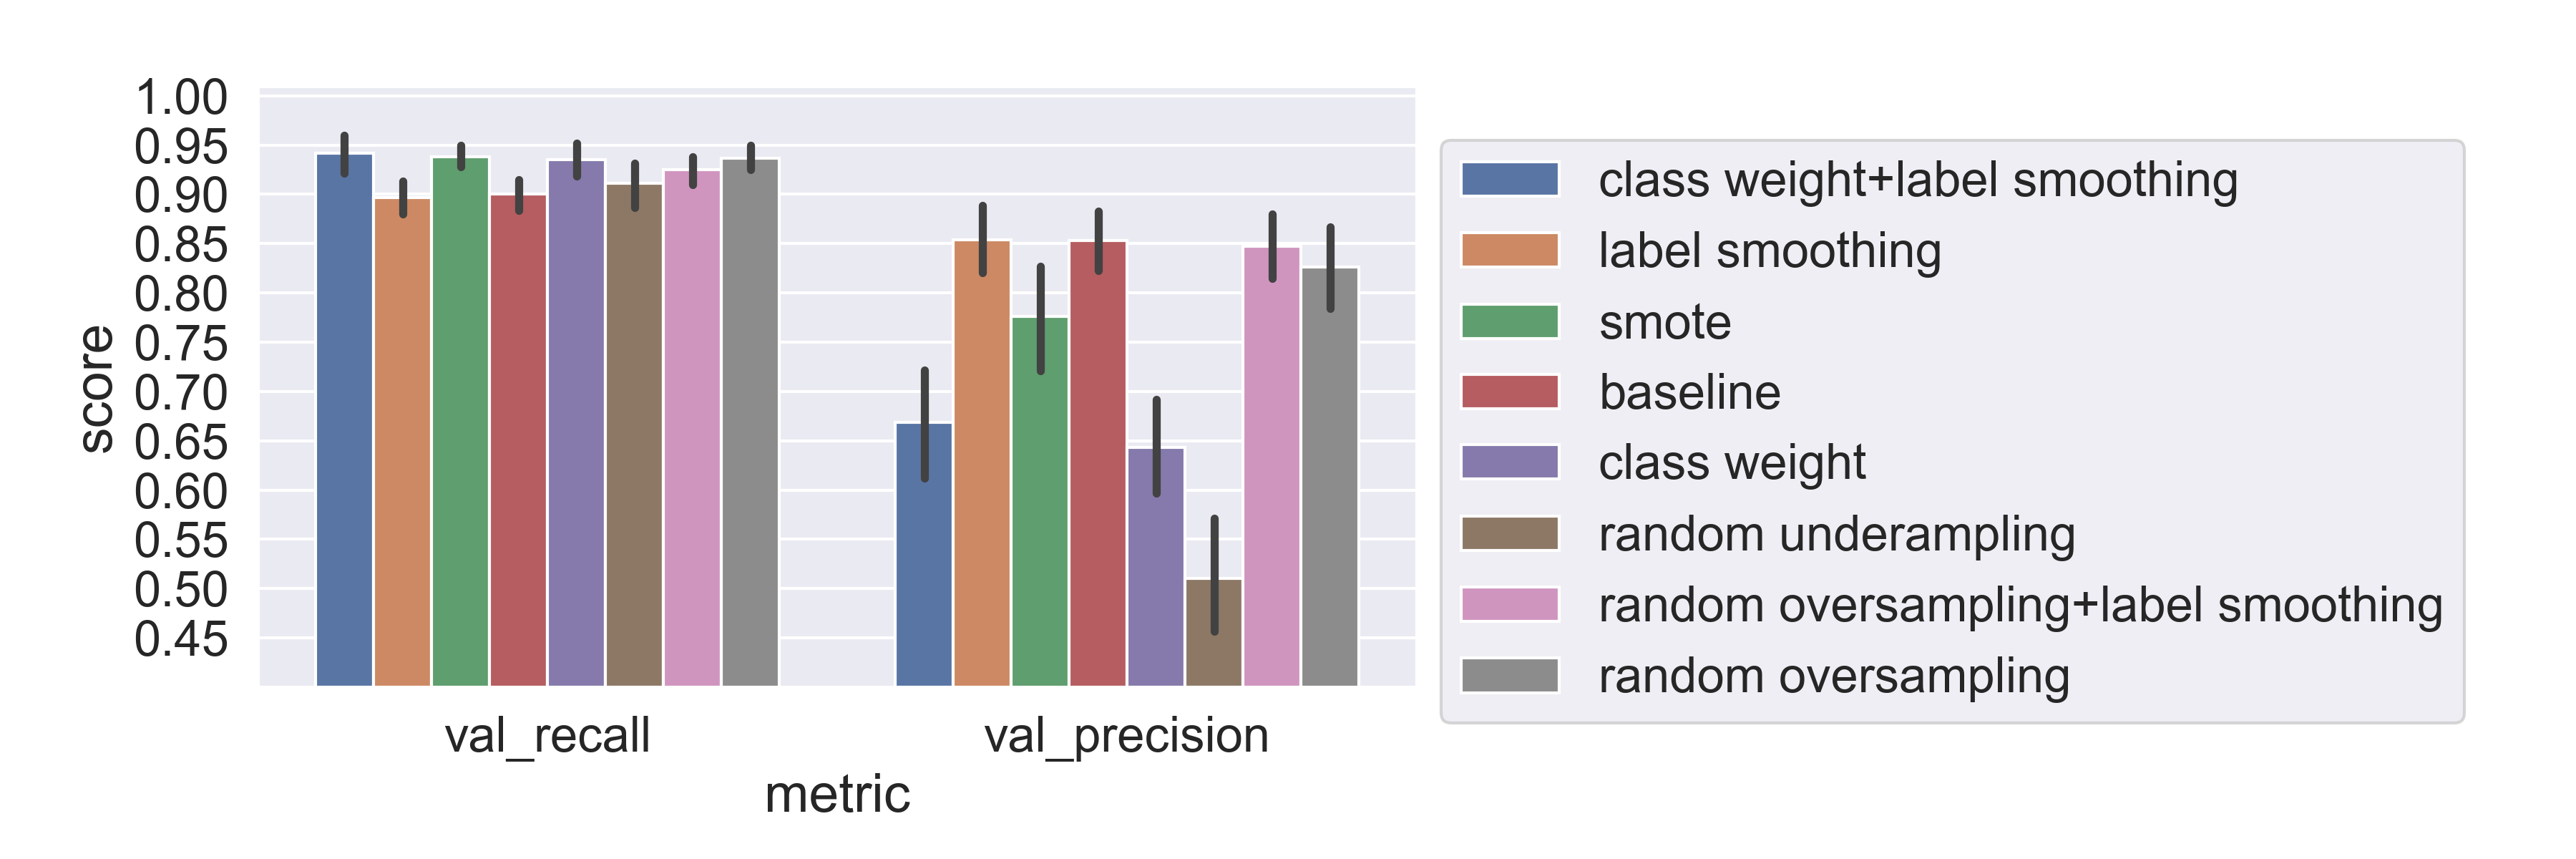 1.00
0.95
0.90
0.85
0.80
0.75
0.70
0.65
0.60
0.55
0.50
0.45
score
val_recall
val_precision
metric
class weight+label smoothing
label smoothing
smote
baseline
class weight
random underampling
random oversampling+label smoothing
random oversampling